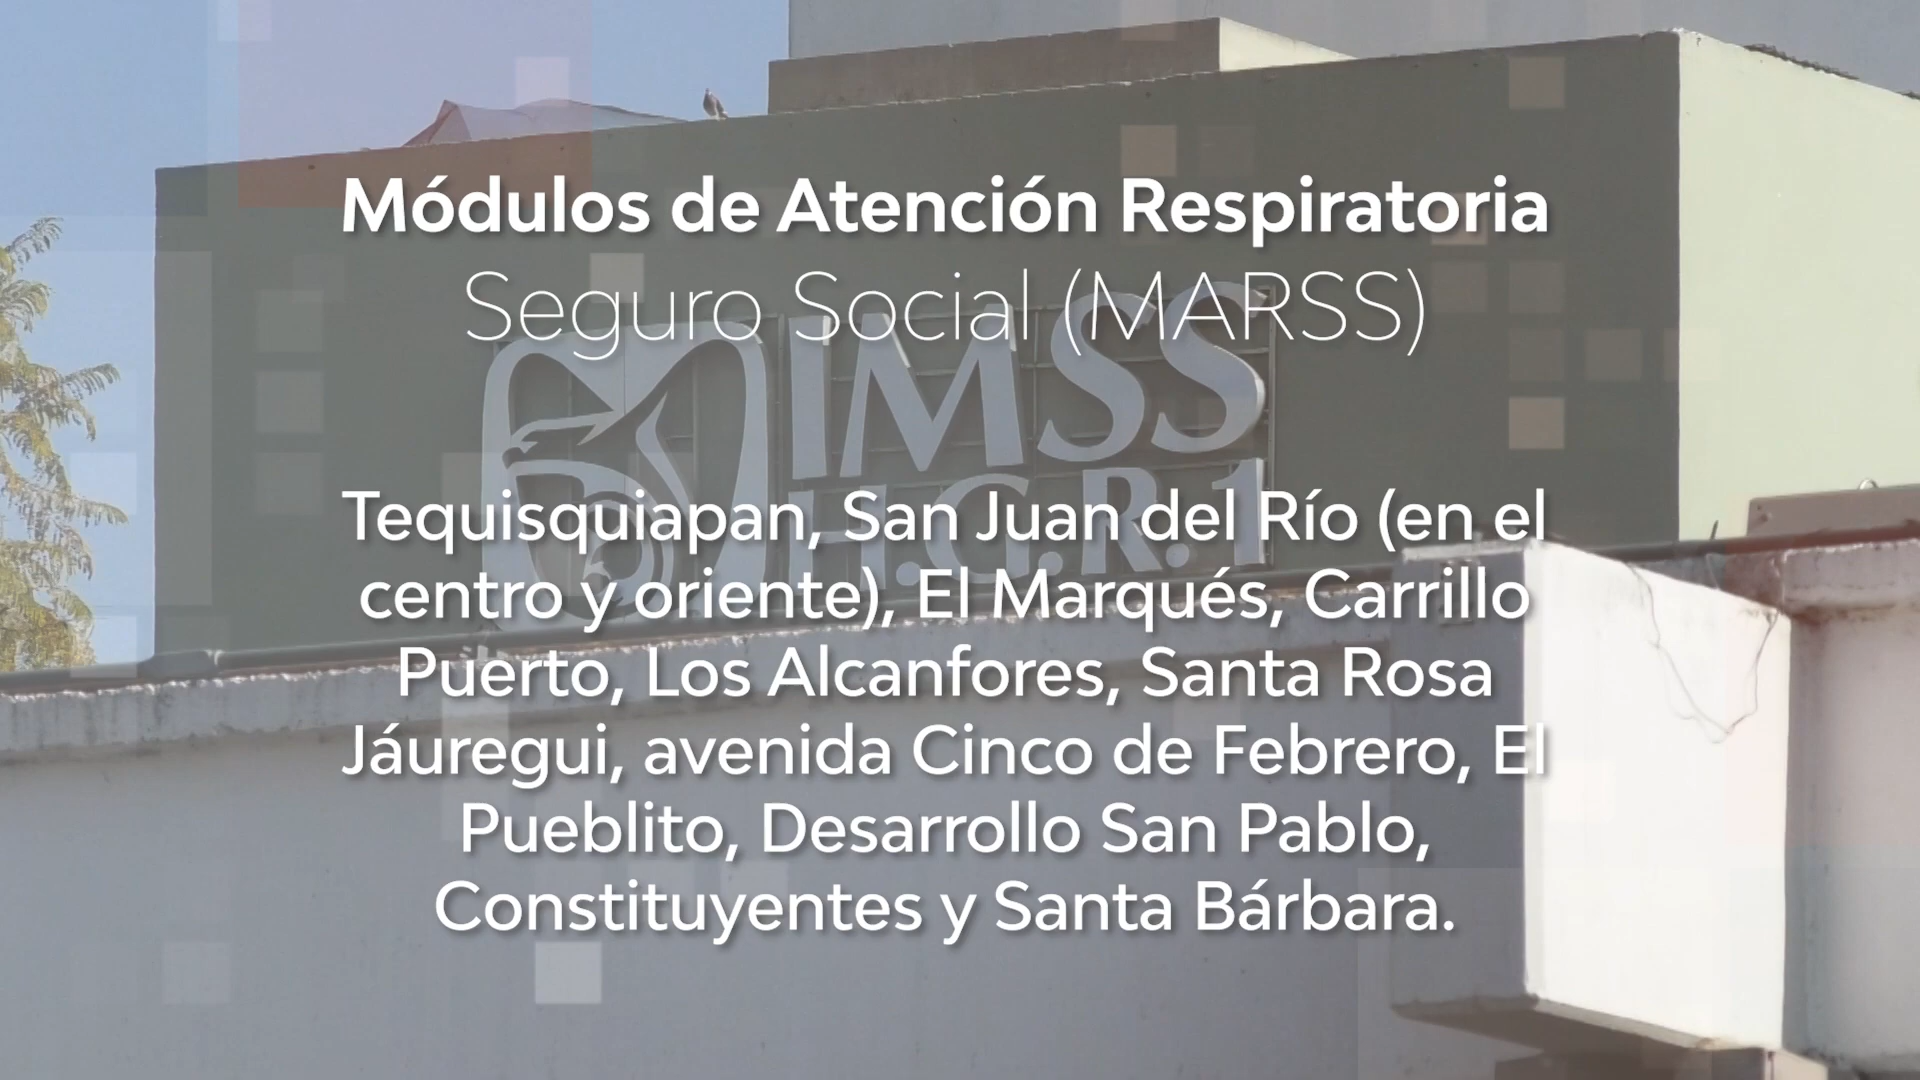 Módulos de Atención Respiratoria
Seguro Social (MARSS)
IMSS
H.G.R. 1
Tequisquiapan, San Juan del Río (en el
centro y oriente), El Marqués, Carrillo
Puerto, Los Alcanfores, Santa Rosa
Jáuregui, avenida Cinco de Febrero, El
Pueblito, Desarrollo San Pablo,
Constituyentes y Santa Bárbara.